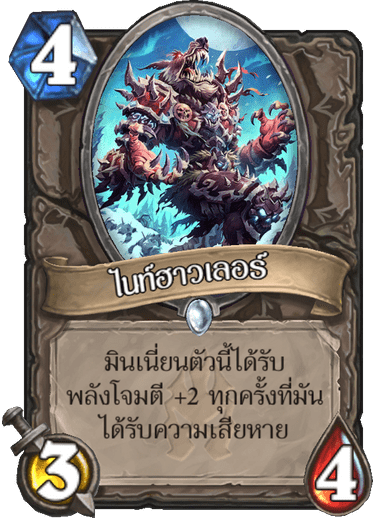 4
ไนท์ฮาวเลอร์
มินเนี่ยนตัวนี้ได้รับ
พลังโจมตี +2 ทุกครั้งที่มัน
ได้รับความเสียหาย
3
4